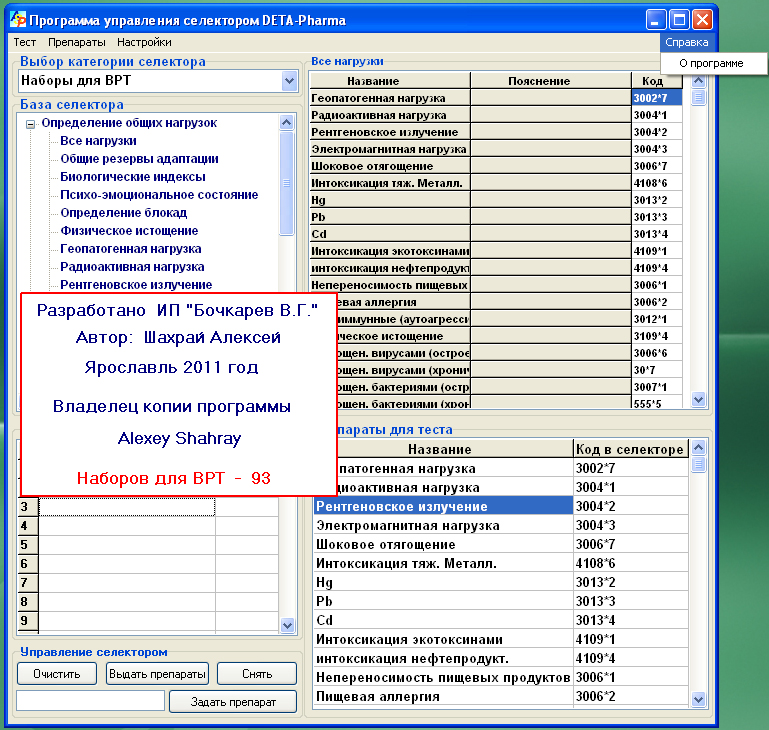 Программа управления селектором DETA-Pharma
Тест Препараты Настройки Справка
О программе
Выбор категории селектора
Наборы для ВРТ
База селектора
Определение общих нагрузок
Все нагрузки
Общие резервы адаптации
Биологические индексы
Психо-эмоциональное состояние
Определение блокад
Физическое истощение
Геопатогенная нагрузка
Радиоактивная нагрузка
Рентгеновское излучение
Все нагрузки
Название Пояснение Код
Геопатогенная нагрузка 3002*7
Радиоактивная нагрузка 3004*1
Рентгеновское излучение 3004*2
Электромагнитная нагрузка 3004*3
Шоковое отягощение 3006*7
Интоксикация тяж. Металл. 4108*6
Hg 3013*2
Pb 3013*3
Cd 3013*4
Интоксикация экотоксинами 4109*1
интоксикация нефтепродукт 4109*4
Непереносимость пищевых 3006*1
евая аллергия 3006*2
иммунные (аутоагресси 3012*1
ическое истощение 3109*4
ощен. вирусами (острое 3006*6
ощен. вирусами (хронич 30*7
ощен. бактериями (остр 3007*1
ощен. бактериями (хрон 555*5
Разработано ИП "Бочкарев В.Г."
Автор: Шахрай Алексей
Ярославль 2011 год
Владелец копии программы
Alexey Shahray
Наборов для ВРТ - 93
3
4
5
6
7
8
9
Управление селектором
Очистить Выдать препараты Снять
Задать препарат
параты для теста
Название Код в селекторе
патогенная нагрузка 3002*7
диоактивная нагрузка 3004*1
Рентгеновское излучение 3004*2
Электромагнитная нагрузка 3004*3
Шоковое отягощение 3006*7
Интоксикация тяж. Металл. 4108*6
Hg 3013*2
Pb 3013*3
Cd 3013*4
Интоксикация экотоксинами 4109*1
интоксикация нефтепродукт. 4109*4
Непереносимость пищевых продуктов 3006*1
Пищевая аллергия 3006*2